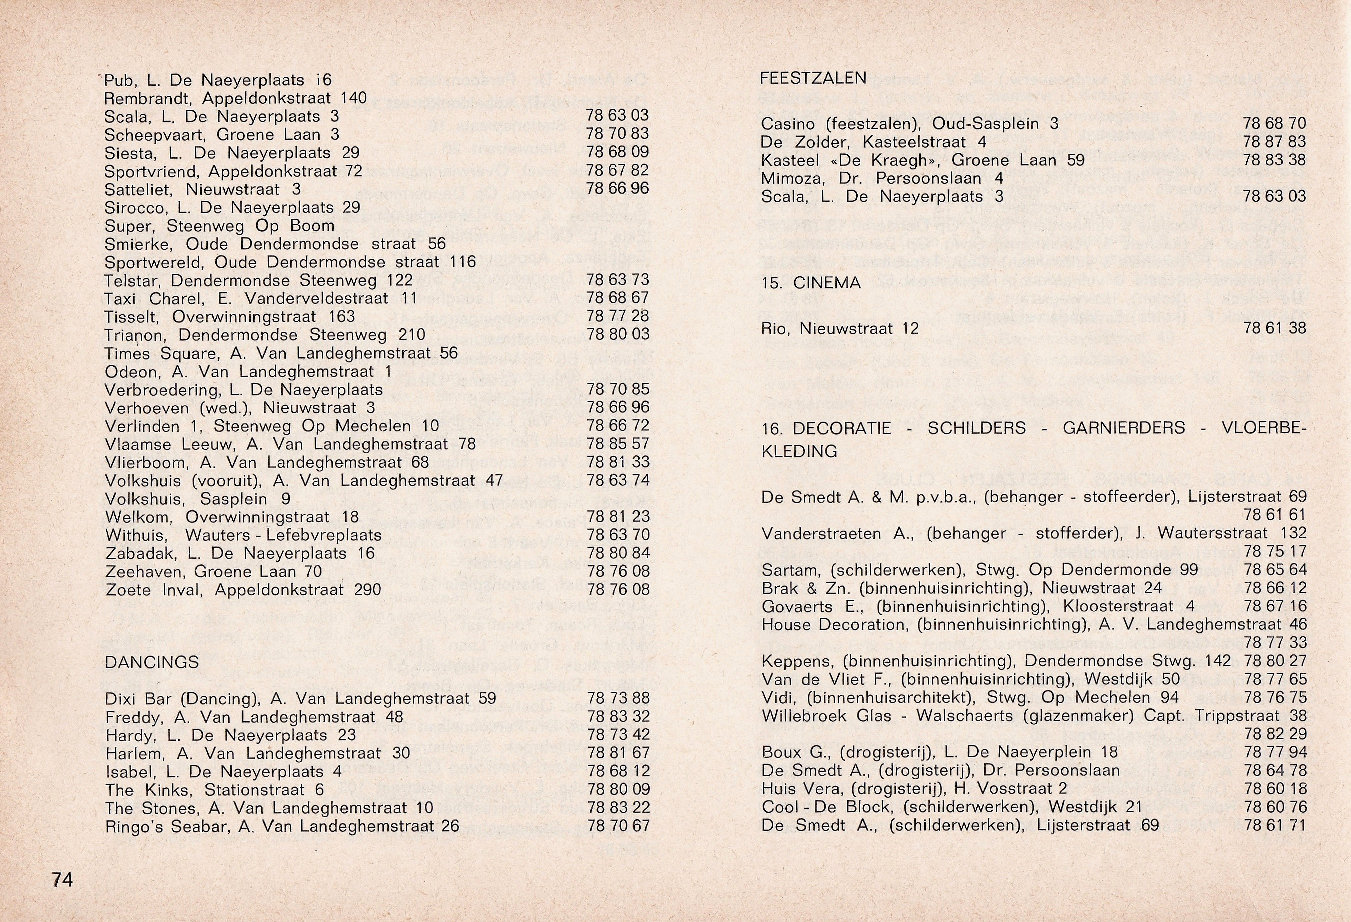 Pub, L. De Naeyerplaats i6
Rembrandt, Appeldonkstraat 140
Scala, L. De Naeyerplaats 3 78 63 03
Scheepvaart, Groene Laan 3 78 70 83
Siesta, L. De Naeyerplaats 29 78 68 09
Sportvriend, Appeldonkstraat 72 78 67 82
Satteliet, Nieuwstraat 3 78 66 96
Sirocco, L. De Naeyerplaats 29
Super, Steenweg Op Boom
Smierke, Oude Dendermondse straat 56
Sportwereld, Oude Dendermondse straat 116
Telstar, Dendermondse Steenweg 122 78 63 73
Taxi Charel, E. Vanderveldestraat 11 78 68 67
Tisselt, Overwinningstraat 163 78 77 28
Trianon, Dendermondse Steenweg 210 78 80 03
Times Square, A. Van Landeghemstraat 56
Odeon, A. Van Landeghemstraat 1
Verbroedering, L. De Naeyerplaats 78 70 85
Verhoeven (wed.), Nieuwstraat 3 78 66 96
Verlinden 1, Steenweg Op Mechelen 10 78 66 72
Vlaamse Leeuw, A. Van Landeghemstraat 78 78 85 57
Vlierboom, A. Van Landeghemstraat 68 78 81 33
Volkshuis (vooruit), A. Van Landeghemstraat 47 78 63 74
Volkshuis, Sasplein 9
Welkom, Overwinningstraat 18 78 81 23
Withuis, Wauters - Lefebvreplaats 78 63 70
Zabadak, L. De Naeyerplaats 16 78 80 84
Zeehaven, Groene Laan 70 78 76 08
Zoete Inval, Appeldonkstraat 290 78 76 08
DANCINGS
Dixi Bar (Dancing), A. Van Landeghemstraat 59 78 73 88
Freddy, A. Van Landeghemstraat 48 78 83 32
Hardy, L. De Naeyerplaats 23 78 73 42
Harlem, A. Van Landeghemstraat 30 78 81 67
Isabel, L. De Naeyerplaats 4 78 68 12
The Kinks, Stationstraat 6 78 80 09
The Stones, A. Van Landeghemstraat 10 78 83 22
Ringo's Seabar, A. Van Landeghemstraat 26 78 70 67
74
FEESTZALEN
Casino (feestzalen), Oud-Sasplein 3 78 68 70
De Zolder, Kasteelstraat 4 78 87 83
Kasteel «De Kraegh», Groene Laan 59 78 83 38
Mimoza, Dr. Persoonslaan 4
Scala, L. De Naeyerplaats 3 78 63 03
15. CINEMA
Rio, Nieuwstraat 12 78 61 38
16. DECORATIE - SCHILDERS - GARNIERDERS - VLOERBE-
KLEDING
De Smedt A. & M. p.v.b.a., (behanger - stoffeerder), Lijsterstraat 69
78 61 61
Vanderstraeten A., (behanger - stofferder), J. Wautersstraat 132
78 75 17
Sartam, (schilderwerken), Stwg. Op Dendermonde 99 78 65 64
Brak & Zn. (binnenhuisinrichting), Nieuwstraat 24 78 66 12
Govaerts E., (binnenhuisinrichting), Kloosterstraat 4 78 67 16
House Decoration, (binnenhuisinrichting), A. V. Landeghemstraat 46
78 77 33
Keppens, (binnenhuisinrichting), Dendermondse Stwg. 142 78 80 27
Van de Vliet F., (binnenhuisinrichting), Westdijk 50 78 77 65
Vidi, (binnenhuisarchitekt), Stwg. Op Mechelen 94 78 76 75
Willebroek Glas - Walschaerts (glazenmaker) Capt. Trippstraat 38
78 82 29
Boux G., (drogisterij), L. De Naeyerplein 18 78 77 94
De Smedt A., (drogisterij), Dr. Persoonslaan 78 64 78
Huis Vera, (drogisterij), H. Vosstraat 2 78 60 18
Cool - De Block, (schilderwerken), Westdijk 21 78 60 76
De Smedt A., (schilderwerken), Lijsterstraat 69 78 61 71